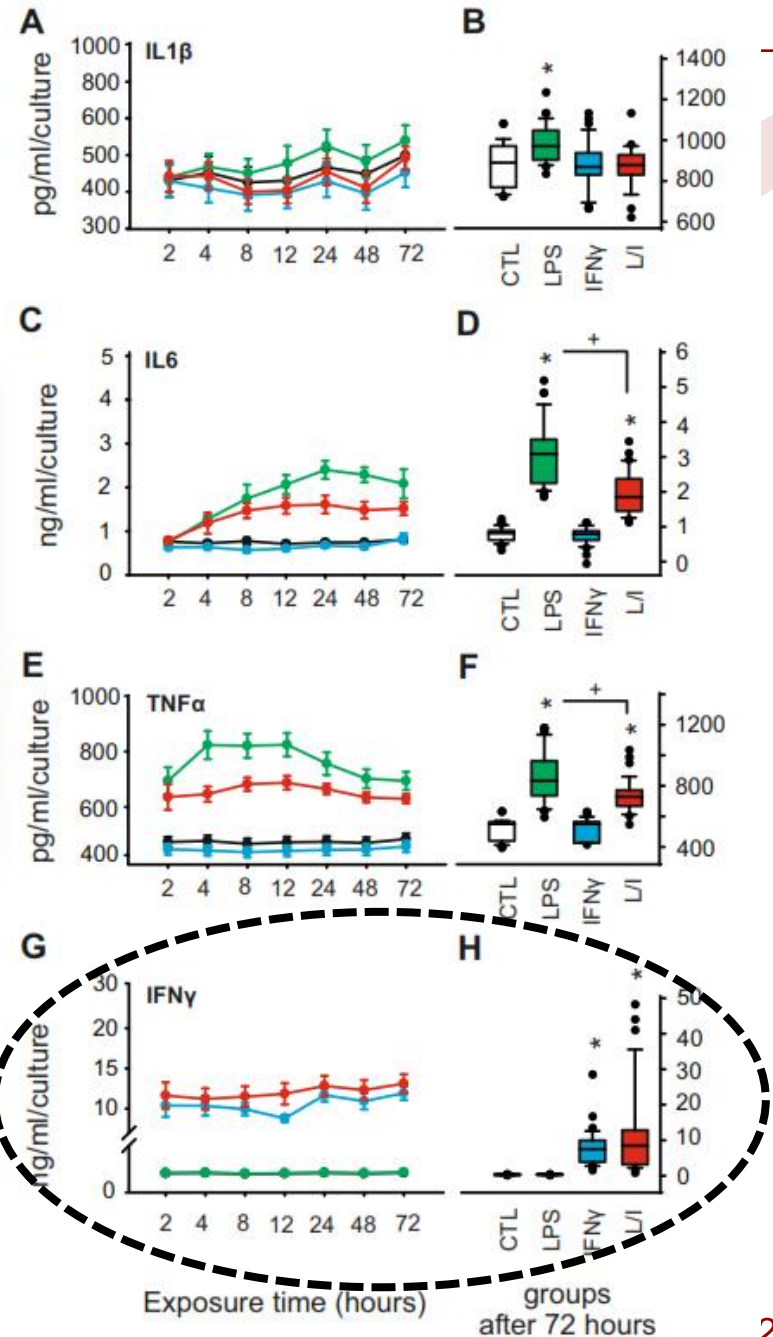 A
IL1β
pg/ml/culture
1000
800
600
500
400
300
2 4 8 12 24 48 72
B
*
1400
1200
1000
800
600
CTL LPS IFNγ L/I
C
IL6
ng/ml/culture
5
4
3
2
1
0
2 4 8 12 24 48 72
D
* + *
6
5
4
3
2
1
0
CTL LPS IFNγ L/I
E
TNFα
pg/ml/culture
1000
800
600
400
2 4 8 12 24 48 72
F
* + *
1200
800
400
CTL LPS IFNγ L/I
G
IFNγ
ng/ml/culture
30
20
15
10
0
2 4 8 12 24 48 72
H
* *
50
40
30
20
10
0
CTL LPS IFNγ L/I
Exposure time (hours)
groups
after 72 hours
2